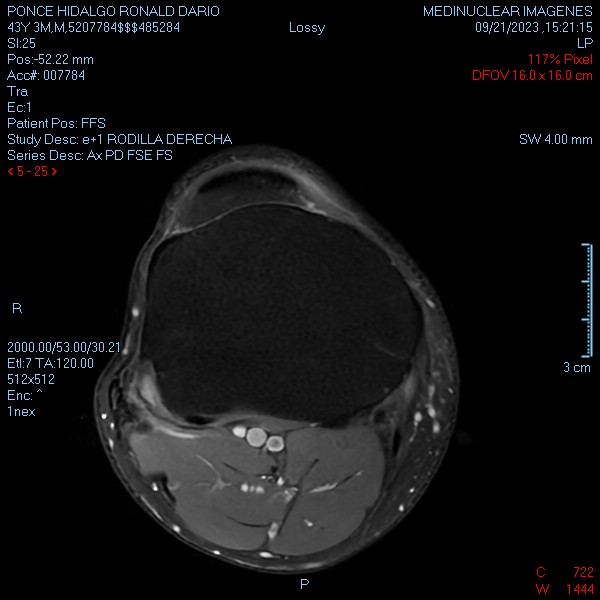 PONCE HIDALGO RONALD DARIO
43Y 3M,M,5207784$$$485284
Sl:25
Pos:-52.22 mm
Acc#: 007784
Tra
Ec:1
Patient Pos: FFS
Study Desc: e+1 RODILLA DERECHA
Series Desc: Ax PD FSE FS
< 5 - 25 >
Lossy
MEDINUCLEAR IMAGENES
09/21/2023 ,15:21:15
LP
117% Pixel
DFOV 16.0 x 16.0 cm
SW 4.00 mm
R
2000.00/53.00/30.21
Etl:7 TA:120.00
512x512
Enc: ^
1nex
3 cm
P
C 722
W 1444